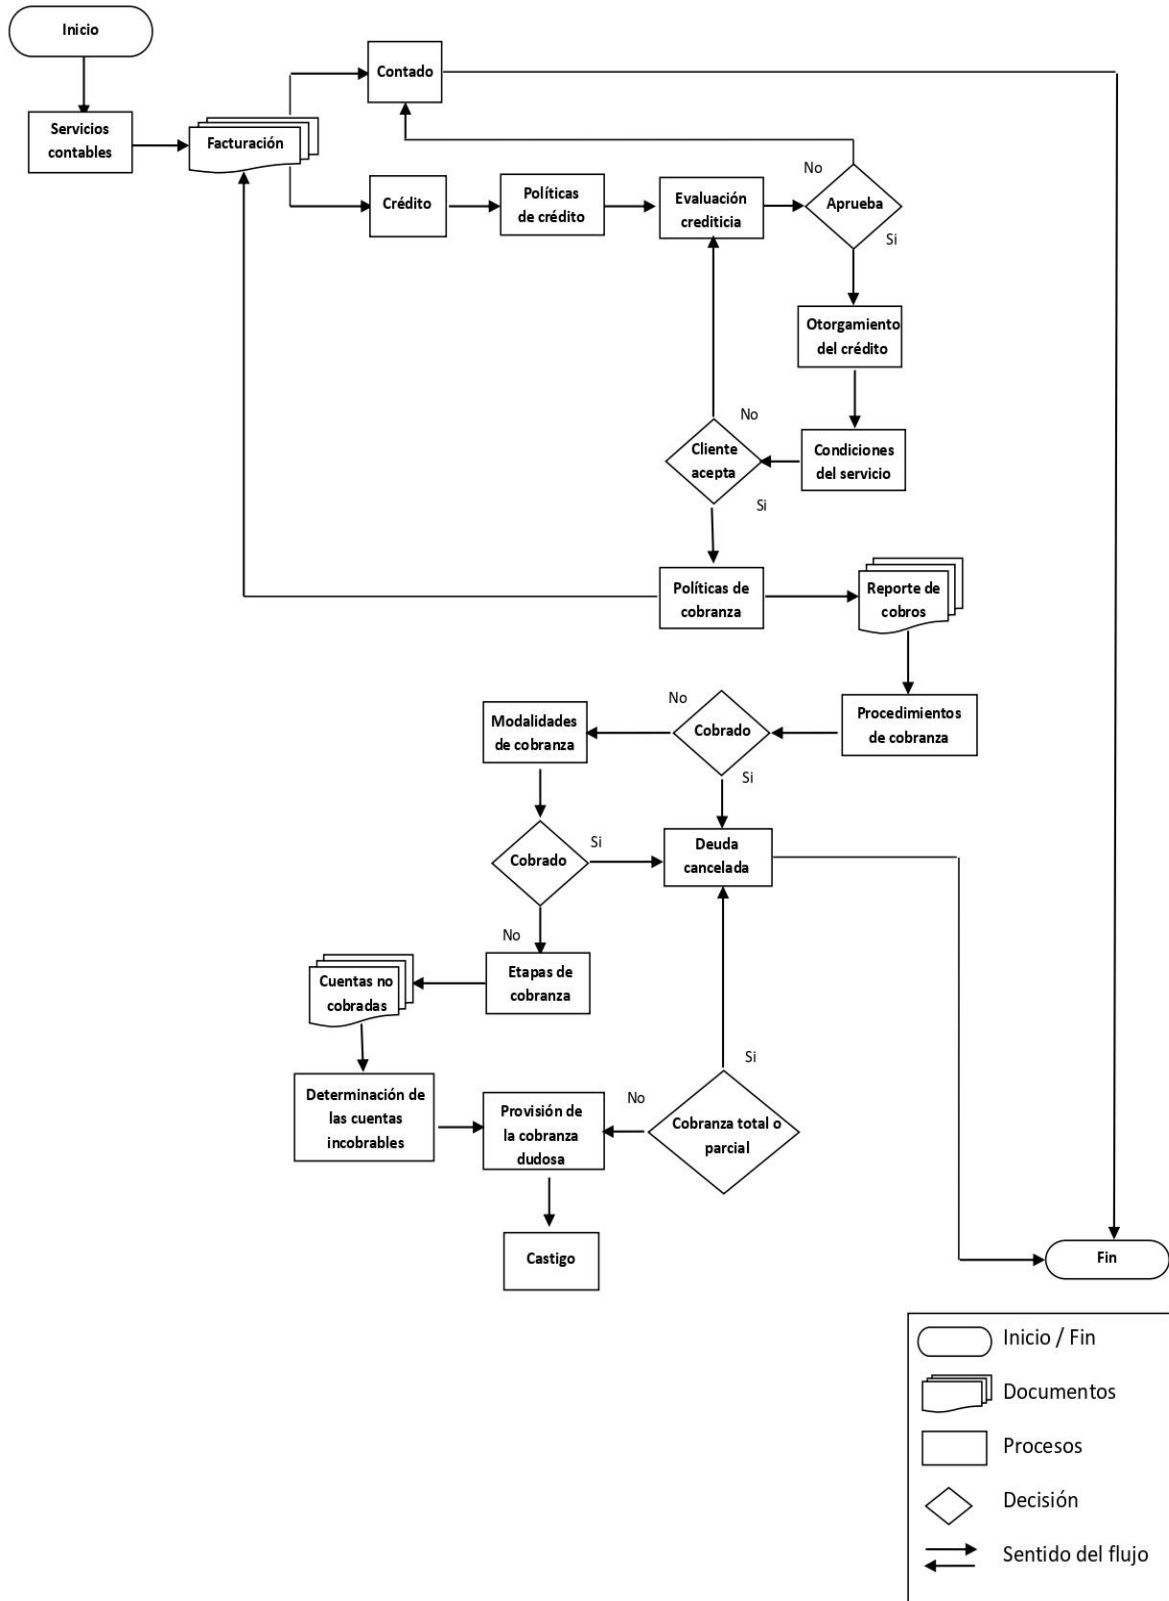 Inicio
Contado
Servicios
contables
Facturación
No
Crédito
Políticas
de crédito
Evaluación
crediticia
Aprueba
Si
Otorgamiento
del crédito
No
Cliente
acepta
Condiciones
del servicio
Si
Políticas de
cobranza
Reporte de
cobros
No
Modalidades
de cobranza
Cobrado
Procedimientos
de cobranza
Si
Cobrado
Si
Deuda
cancelada
No
Etapas de
cobranza
Cuentas no
cobradas
Si
Determinación de
las cuentas
incobrables
Provisión de
la cobranza
dudosa
No
Cobranza total o
parcial
Castigo
Fin
Inicio / Fin
Documentos
Procesos
Decisión
Sentido del flujo